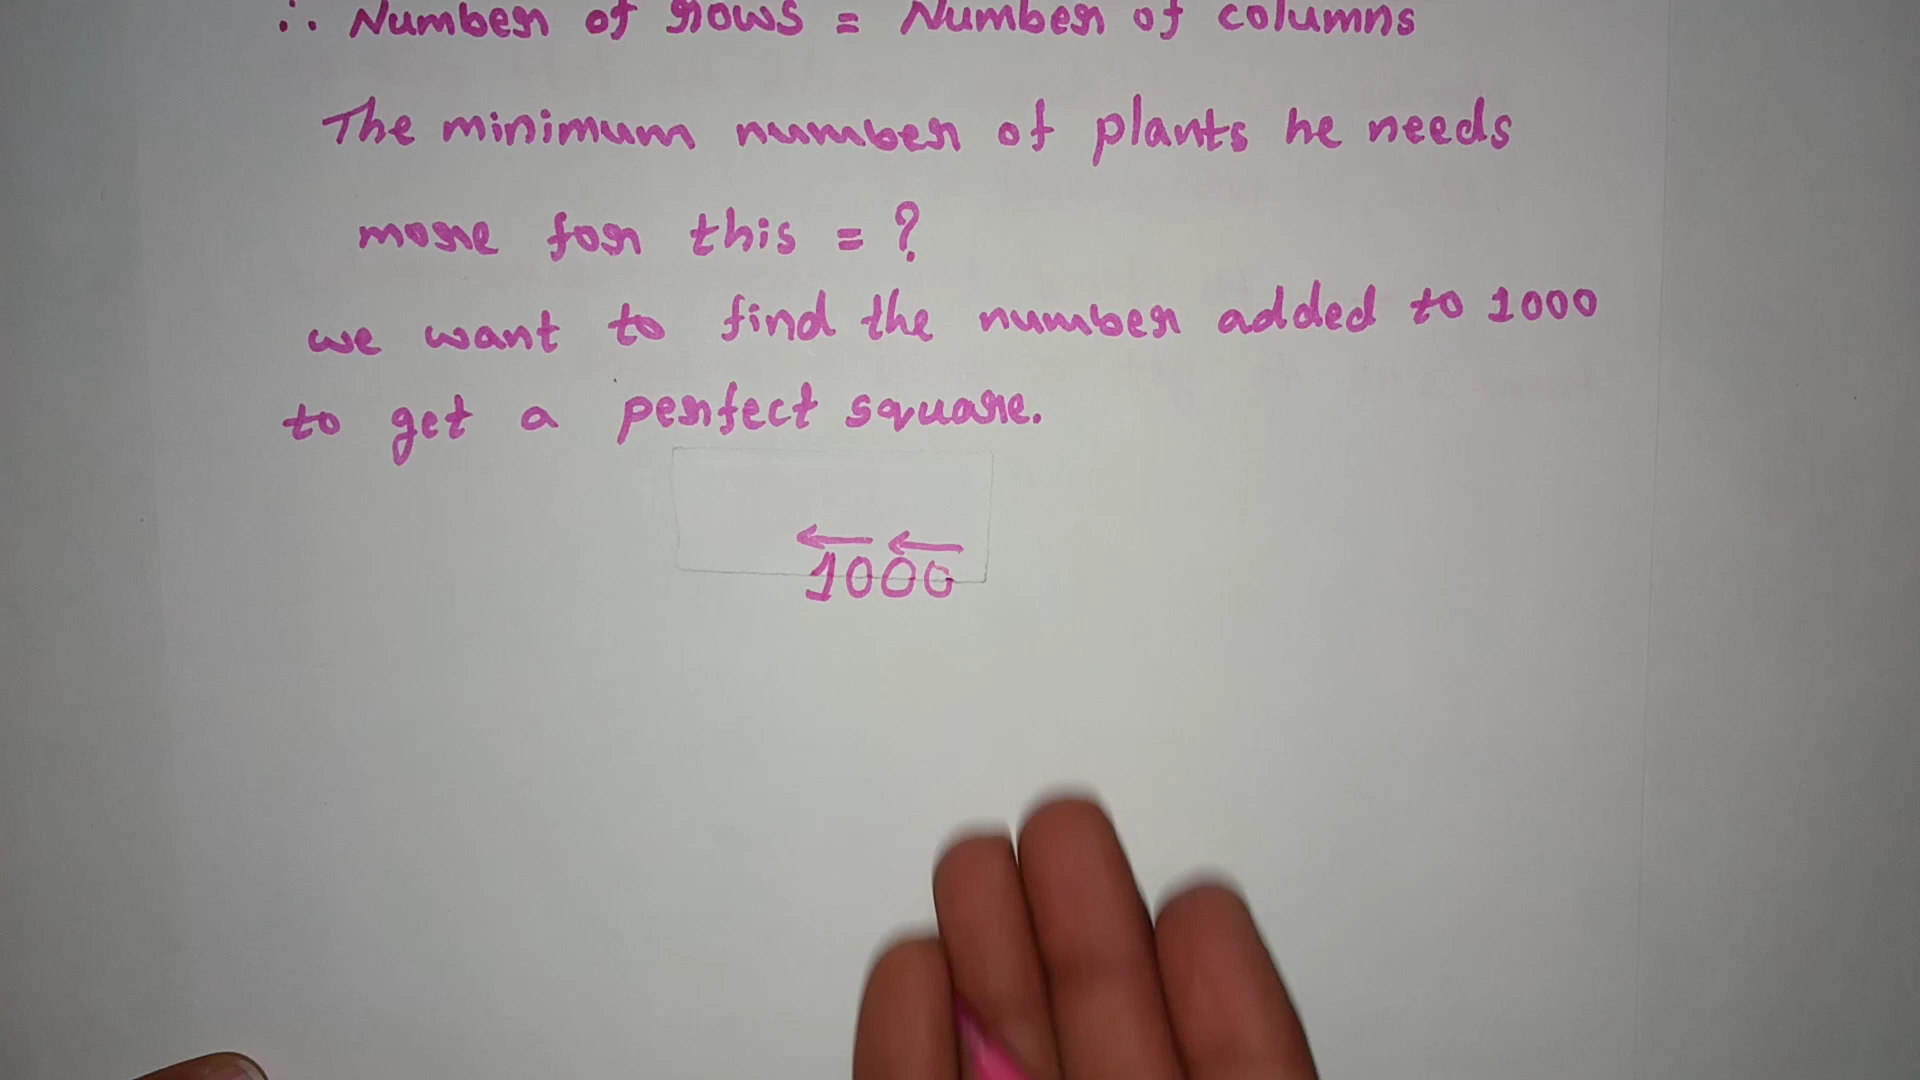 ∴ Number of rows = Number of columns
The minimum number of plants he needs
more for this = ?
we want to find the number added to 1000
to get a perfect square.
1000